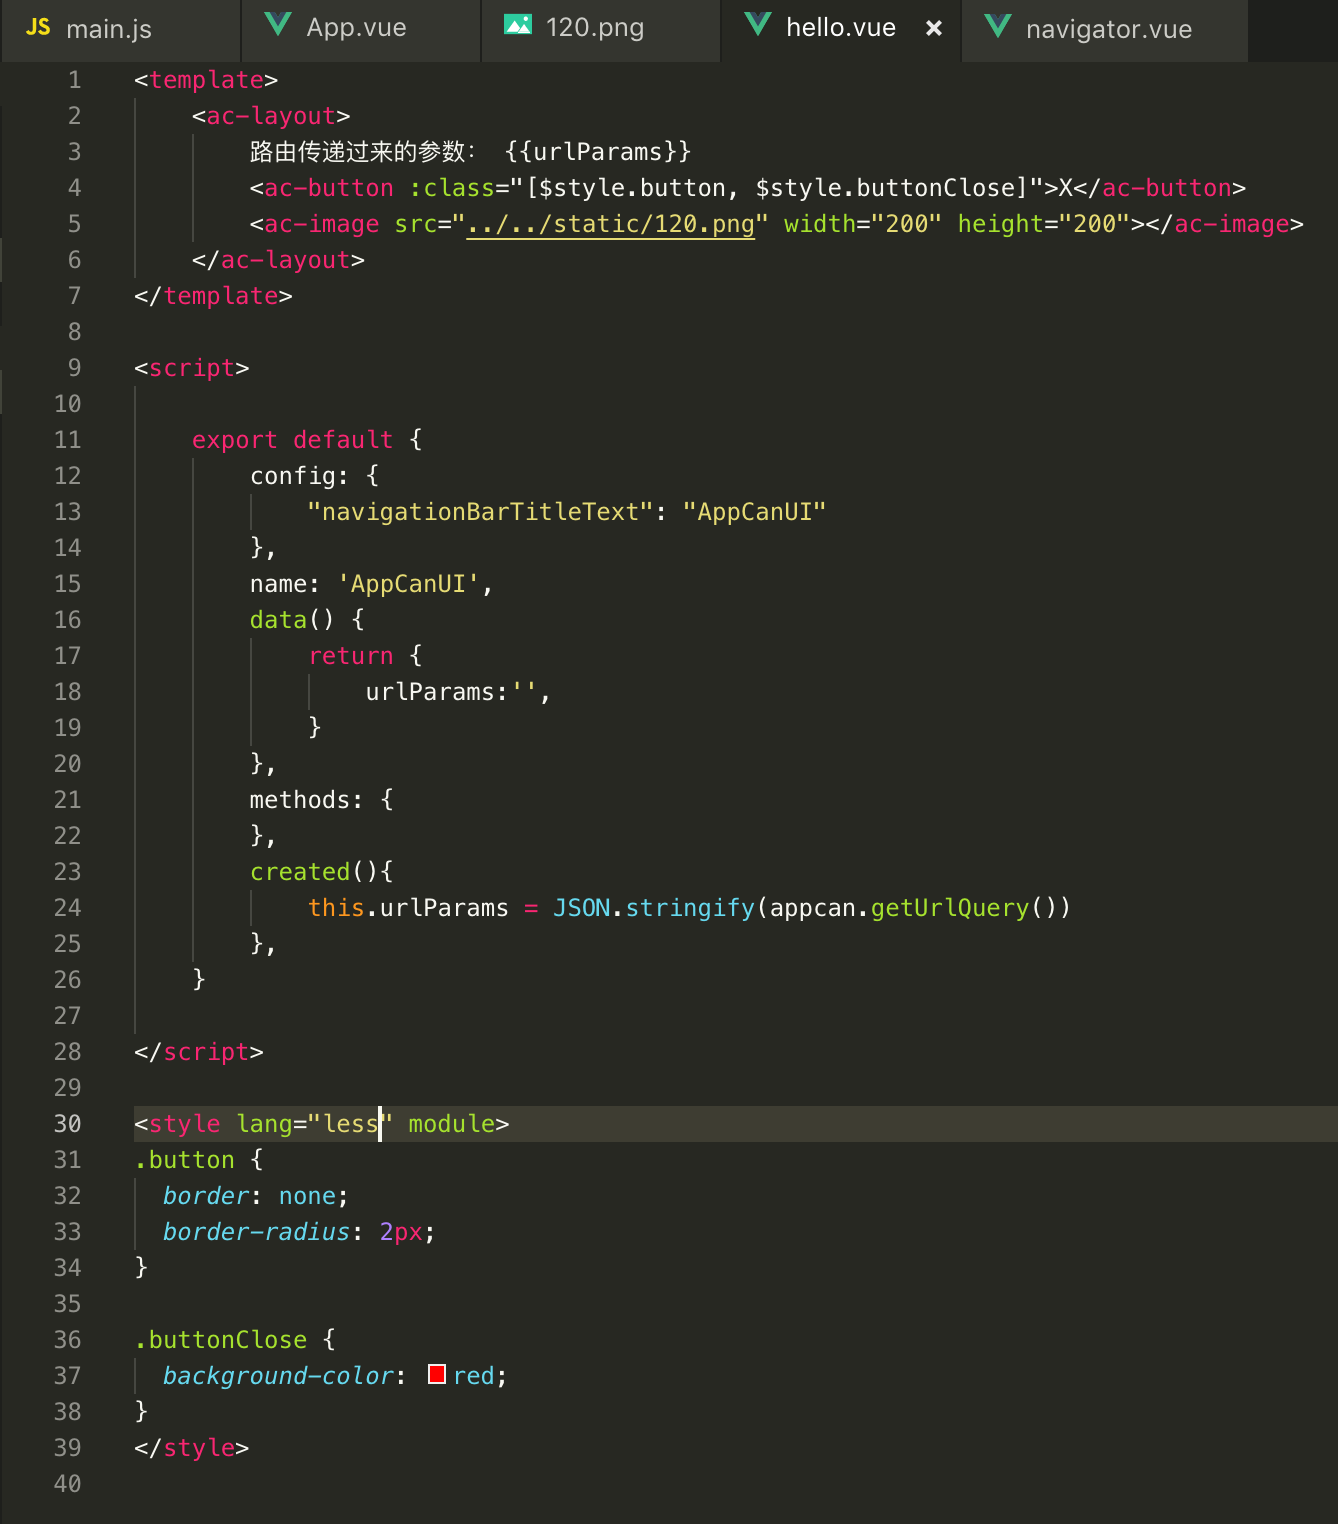 JS main.js App.vue 120.png hello.vue × navigator.vue
1 <template>
2 <ac-layout>
3 路由传递过来的参数： {{urlParams}}
4 <ac-button :class="[$style.button, $style.buttonClose]">X</ac-button>
5 <ac-image src="../../static/120.png" width="200" height="200"></ac-image>
6 </ac-layout>
7 </template>
8
9 <script>
10
11 export default {
12 config: {
13 "navigationBarTitleText": "AppCanUI"
14 },
15 name: 'AppCanUI',
16 data() {
17 return {
18 urlParams:'',
19 }
20 },
21 methods: {
22 },
23 created(){
24 this.urlParams = JSON.stringify(appcan.getUrlQuery())
25 },
26 }
27
28 </script>
29
30 <style lang="less" module>
31 .button {
32 border: none;
33 border-radius: 2px;
34 }
35
36 .buttonClose {
37 background-color: red;
38 }
39 </style>
40